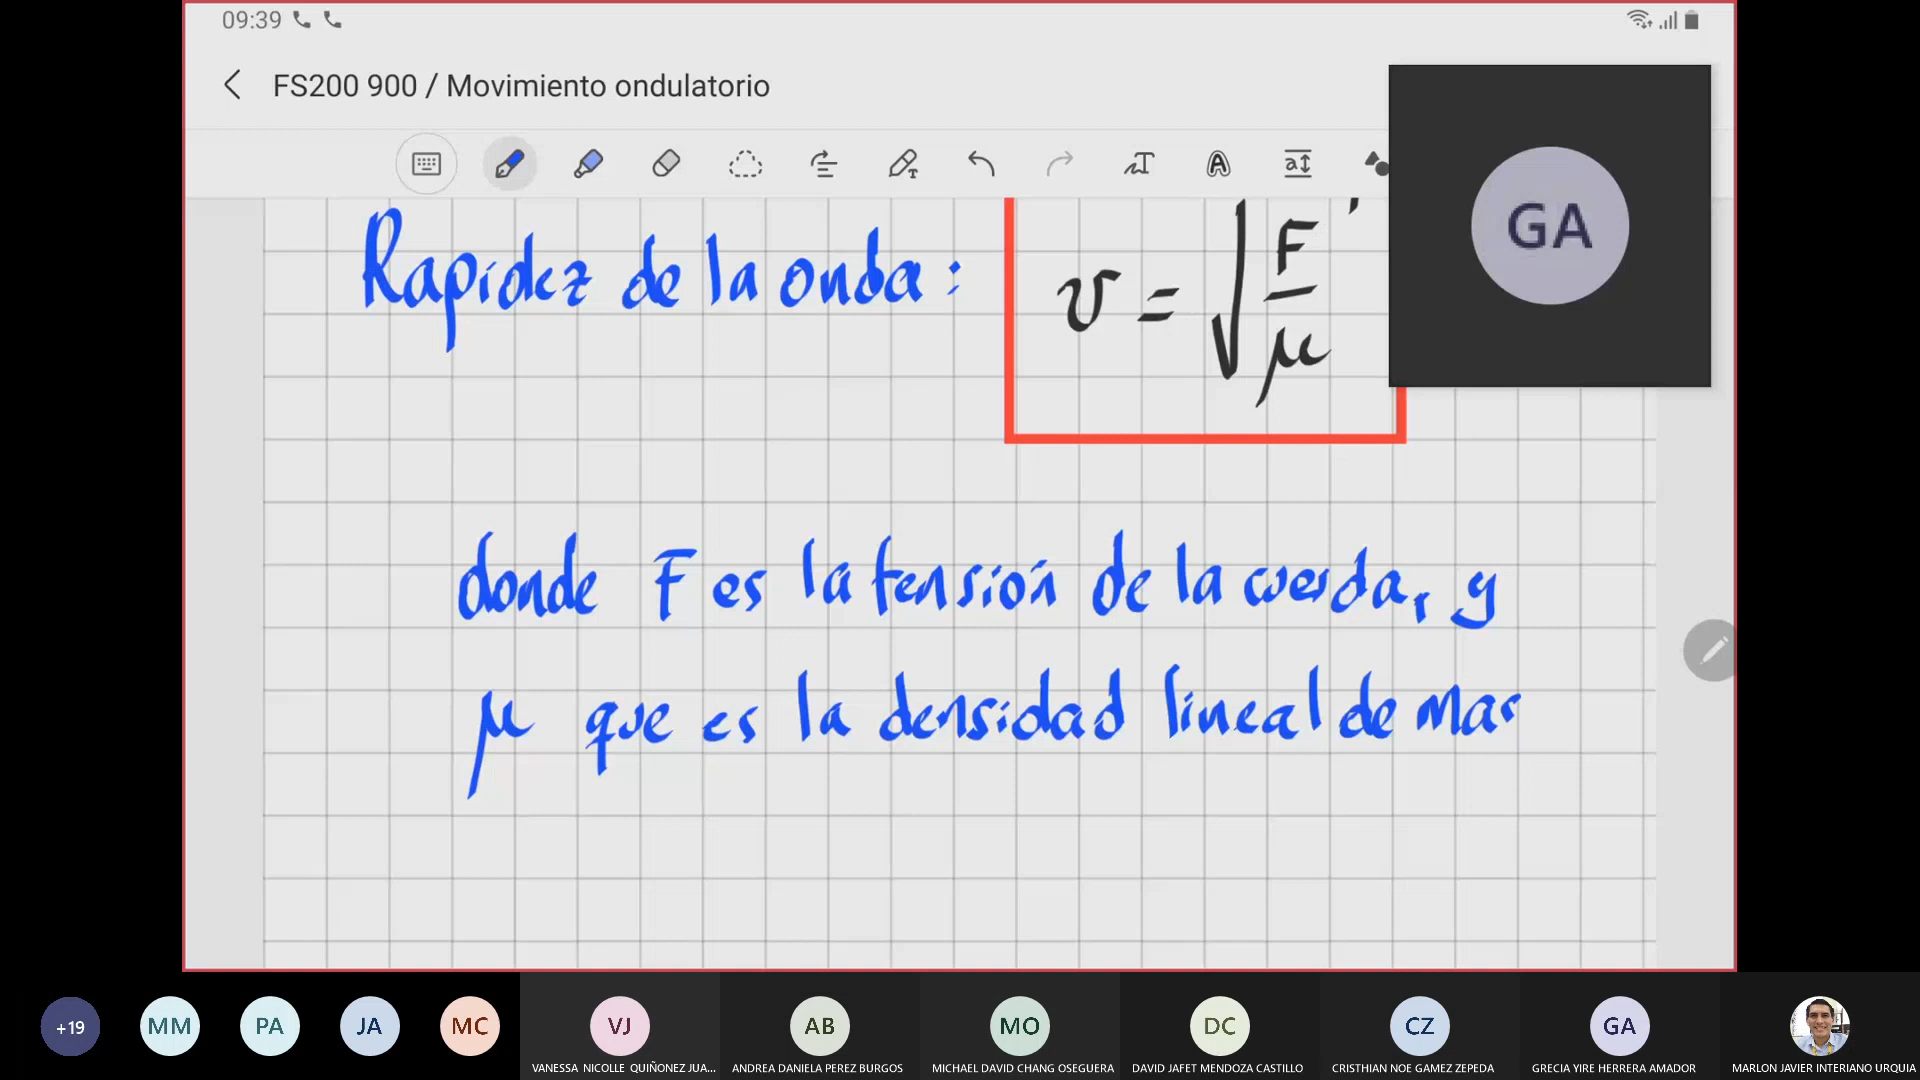 09:39
FS200 900 / Movimiento ondulatorio
GA
Rapidez de la onda: v = √F/μ
donde F es la tensión de la cuerda, y
μ que es la densidad lineal de mas
+19
MM
PA
JA
MC
VJ
AB
MO
DC
CZ
GA
VANESSA NICOLLE QUIÑONEZ JUA...
ANDREA DANIELA PEREZ BURGOS
MICHAEL DAVID CHANG OSEGUERA
DAVID JAFET MENDOZA CASTILLO
CRISTHIAN NOE GAMEZ ZEPEDA
GRECIA YIRE HERRERA AMADOR
MARLON JAVIER INTERIANO URQUIA